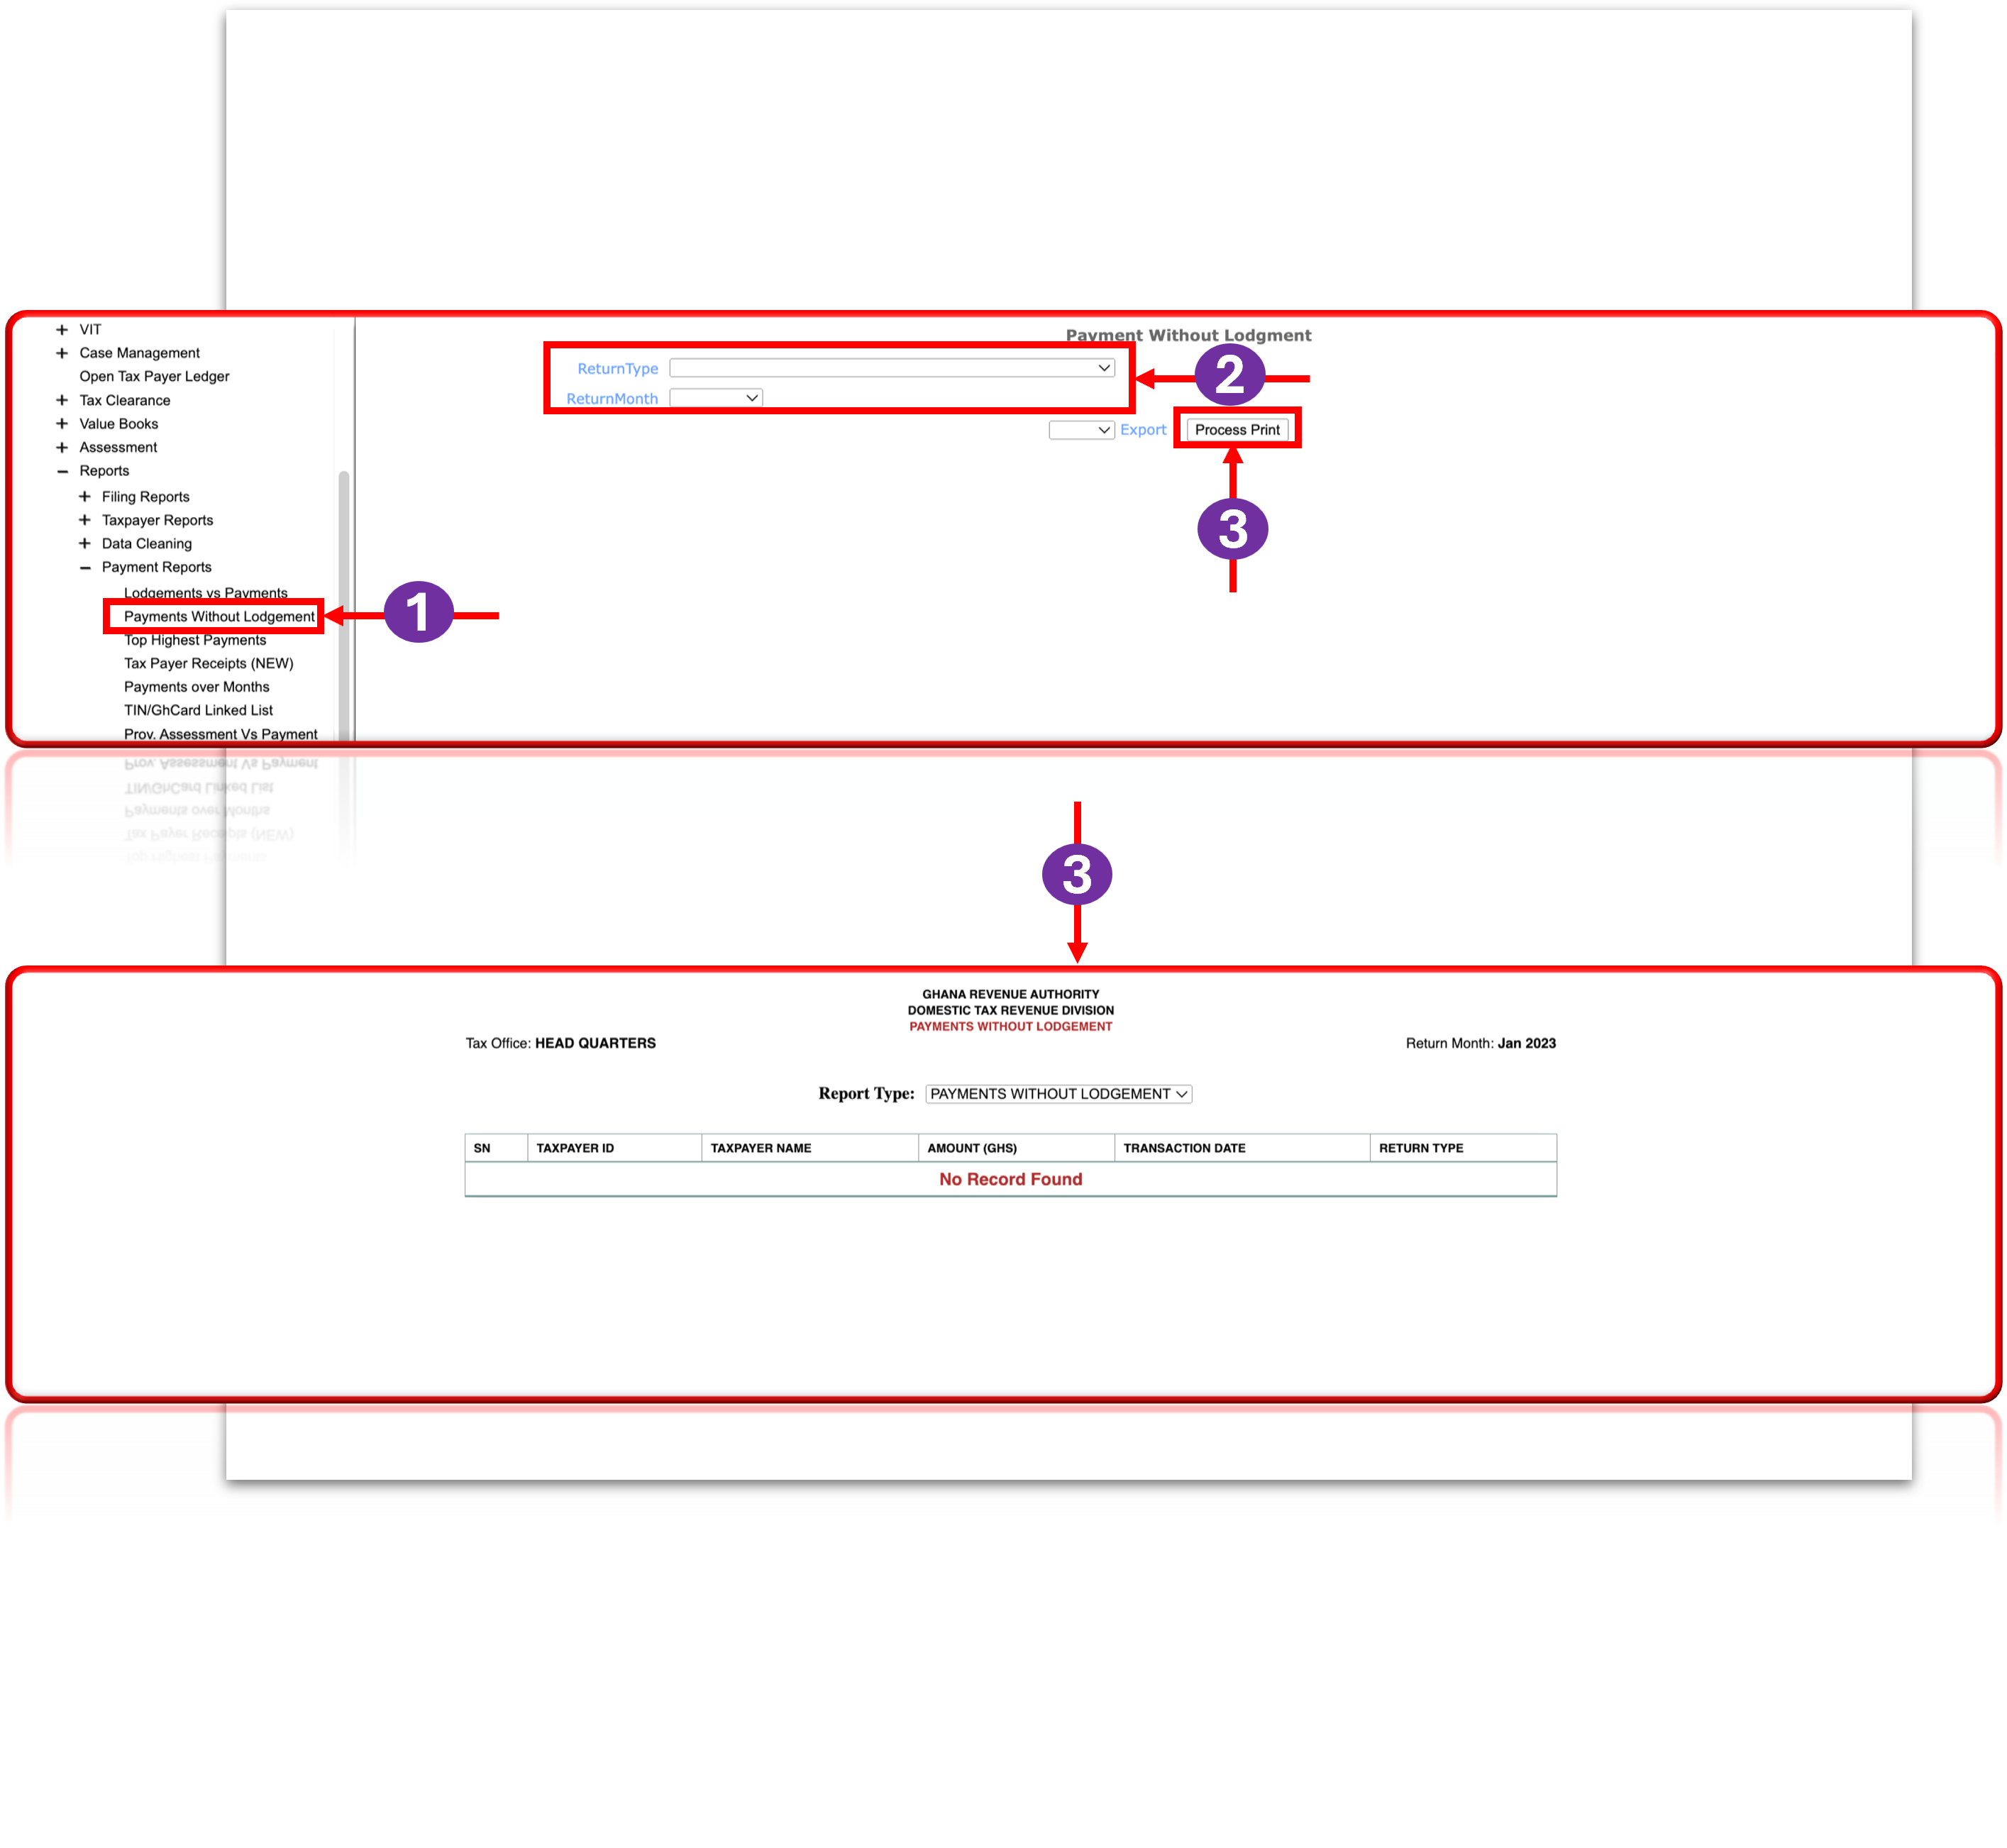 VIT
Case Management
Open Tax Payer Ledger
Tax Clearance
Value Books
Assessment
Reports
Filing Reports
Taxpayer Reports
Data Cleaning
Payment Reports
Lodgements vs Payments
Payments Without Lodgement
Top Highest Payments
Tax Payer Receipts (NEW)
Payments over Months
TIN/GhCard Linked List
Prov. Assessment Vs Payment
1
Payment Without Lodgment
ReturnType
2
ReturnMonth
Export Process Print
3
3
GHANA REVENUE AUTHORITY
DOMESTIC TAX REVENUE DIVISION
PAYMENTS WITHOUT LODGEMENT
Tax Office: HEAD QUARTERS Return Month: Jan 2023
Report Type: PAYMENTS WITHOUT LODGEMENT
SN TAXPAYER ID TAXPAYER NAME AMOUNT (GHS) TRANSACTION DATE RETURN TYPE
No Record Found